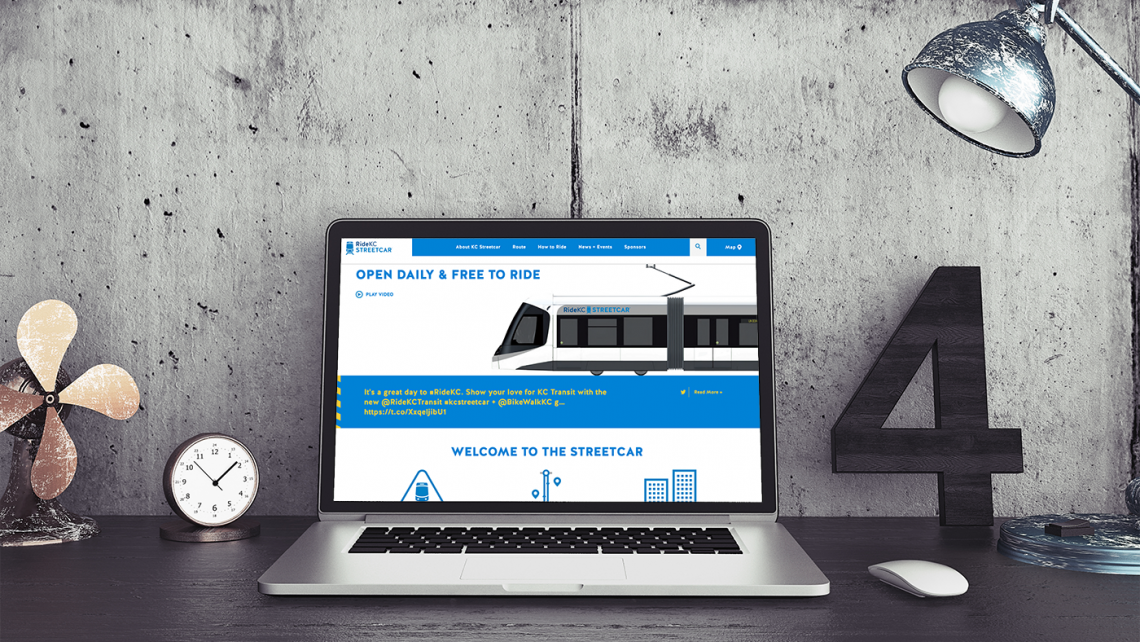 RideKC
STREETCAR
About KC Streetcar Route How to Ride News + Events Sponsors Map
OPEN DAILY & FREE TO RIDE
PLAY VIDEO
RideKC STREETCAR
It's a great day to #RideKC. Show your love for KC Transit with the
new @RideKCTransit #kcstreetcar + @BikeWalkKC g...
https://t.co/XxqeljibU1
Read More
WELCOME TO THE STREETCAR
12
1
2
3
4
5
6
7
8
9
10
11
4